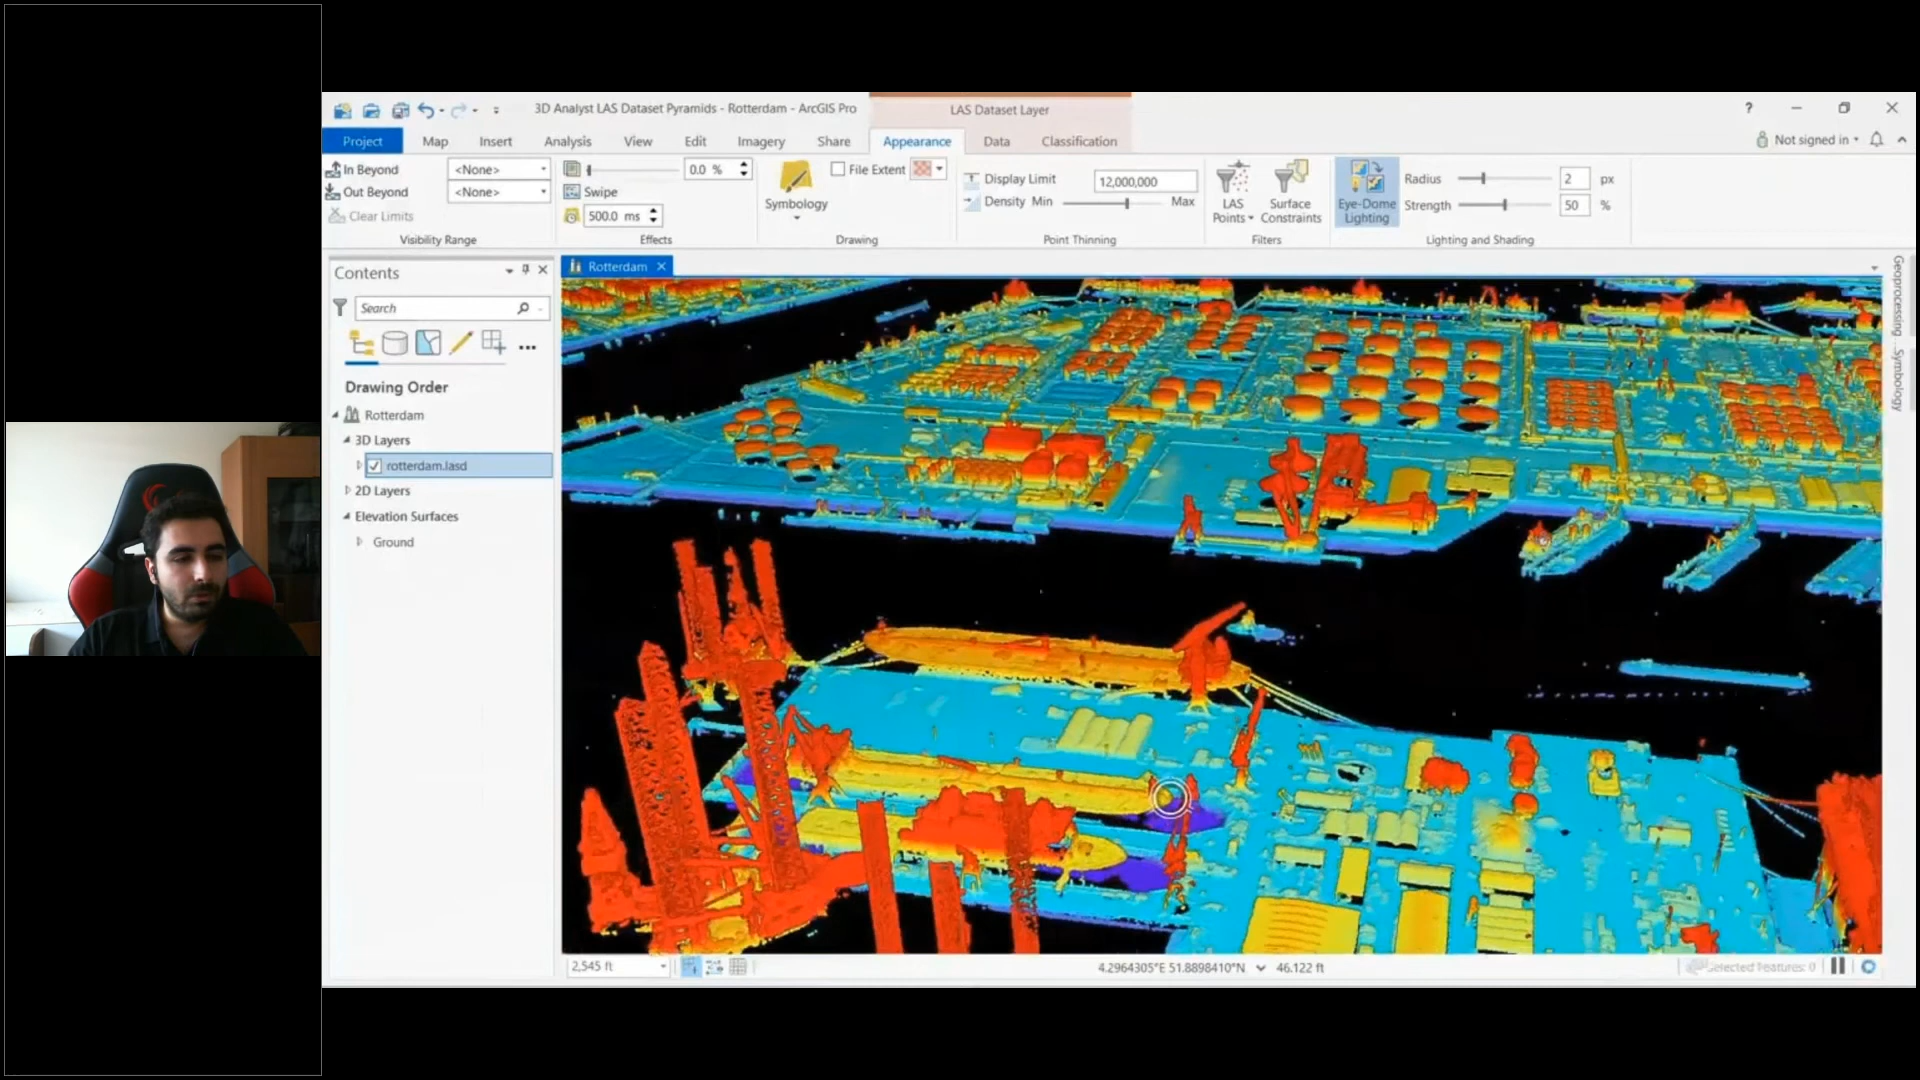 3D Analyst LAS Dataset Pyramids - Rotterdam - ArcGIS Pro
LAS Dataset Layer
?
Project Map Insert Analysis View Edit Imagery Share Appearance Data Classification
Not signed in
In Beyond <None>
Out Beyond <None>
Clear Limits
Visibility Range
0.0 %
Swipe
500.0 ms
Effects
Symbology
File Extent
Drawing
Display Limit 12,000,000
Density Min Max
Point Thinning
LAS Points
Surface Constraints
Filters
Eye-Dome Lighting
Radius 2 px
Strength 50 %
Lighting and Shading
Contents
Search
Drawing Order
Rotterdam
3D Layers
rotterdam.lasd
2D Layers
Elevation Surfaces
Ground
Rotterdam
Geoprocessing
Symbology
2,545 ft
4.2964305°E 51.8898410°N
46.122 ft
Selected Features: 0